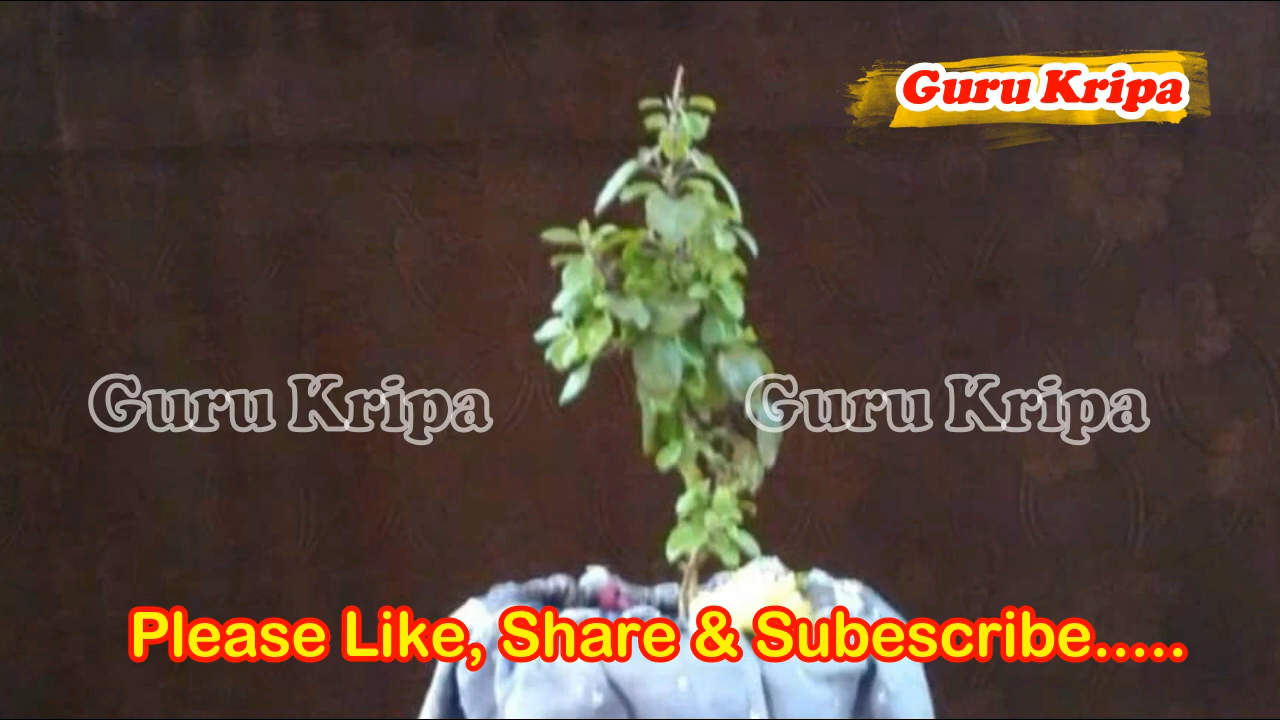 Guru Kripa
Guru Kripa Guru Kripa
Please Like, Share & Subescribe.....